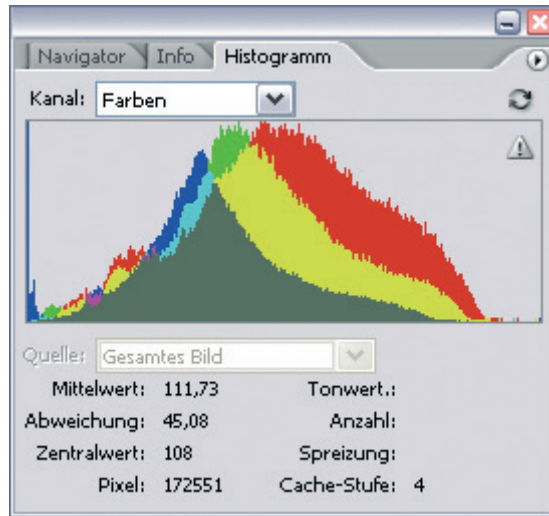 Navigator Info Histogramm
Kanal: Farben
Quelle: Gesamtes Bild
Mittelwert: 111,73 Tonwert.:
Abweichung: 45,08 Anzahl:
Zentralwert: 108 Spreizung:
Pixel: 172551 Cache-Stufe: 4